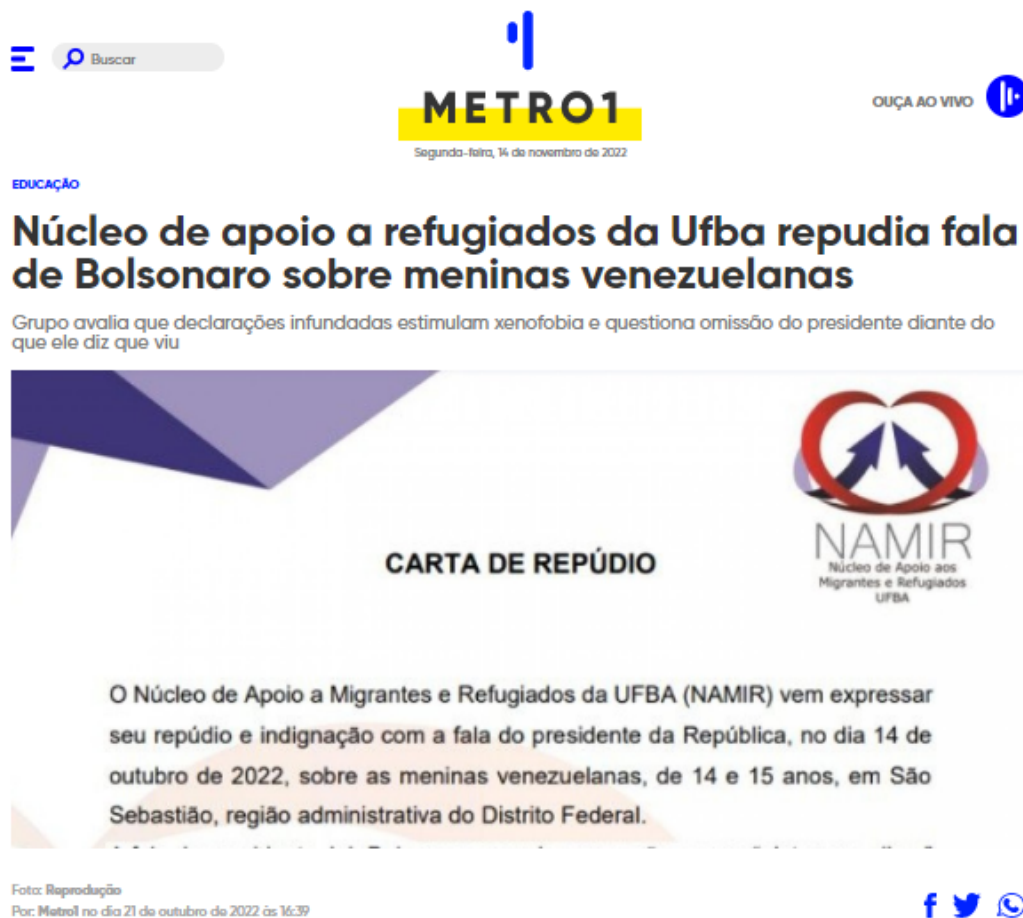 Buscar
METRO1
OUÇA AO VIVO
Segunda-feira, 14 de novembro de 2022
EDUCAÇÃO
Núcleo de apoio a refugiados da Ufba repudia fala
de Bolsonaro sobre meninas venezuelanas
Grupo avalia que declarações infundadas estimulam xenofobia e questiona omissão do presidente diante do
que ele diz que viu
NAMIR
Núcleo de Apoio aos
Migrantes e Refugiados
UFBA
CARTA DE REPÚDIO
O Núcleo de Apoio a Migrantes e Refugiados da UFBA (NAMIR) vem expressar
seu repúdio e indignação com a fala do presidente da República, no dia 14 de
outubro de 2022, sobre as meninas venezuelanas, de 14 e 15 anos, em São
Sebastião, região administrativa do Distrito Federal.
Foto: Reprodução
Por: Metro1 no dia 21 de outubro de 2022 às 16:39